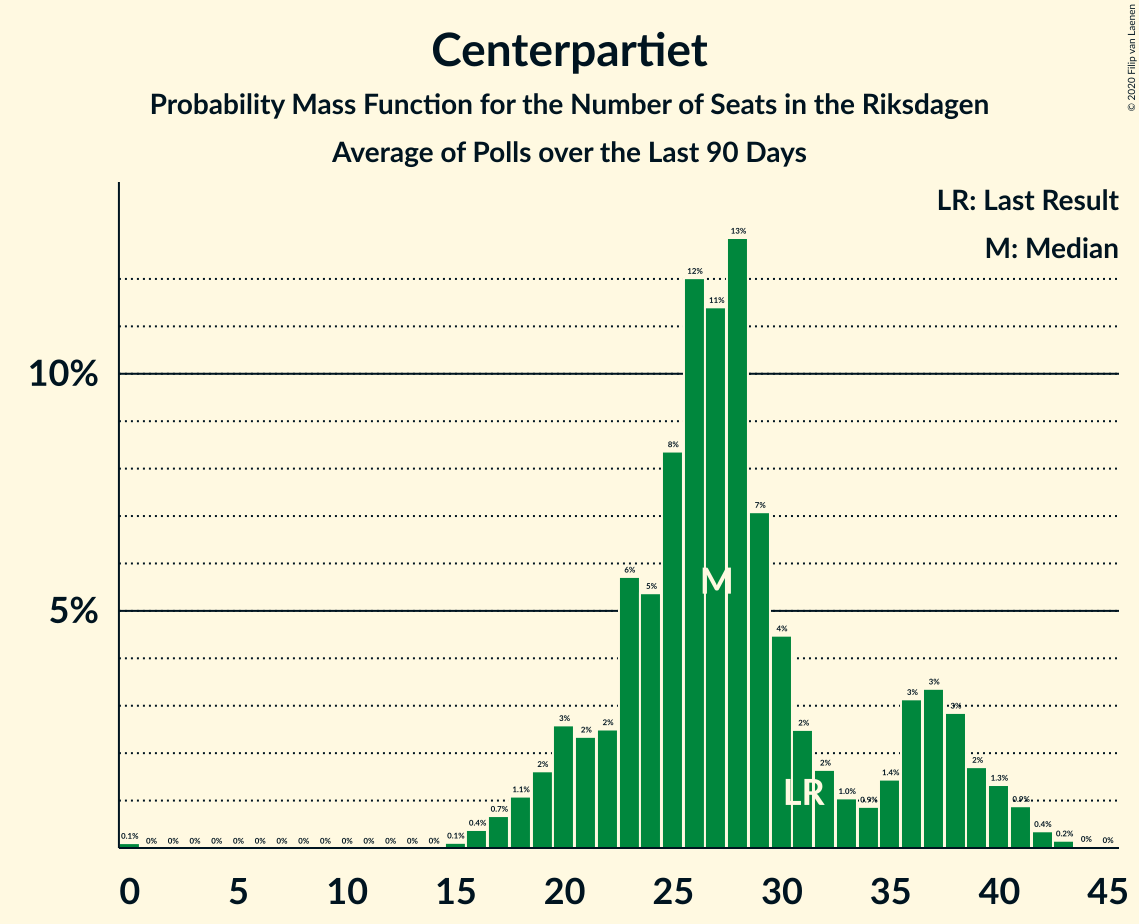 © 2020 Filip van Laenen
Centerpartiet
Probability Mass Function for the Number of Seats in the Riksdagen
Average of Polls over the Last 90 Days
LR: Last Result
M: Median
10%
5%
0.1% 0% 0% 0% 0% 0% 0% 0% 0% 0% 0% 0% 0% 0% 0% 0.1% 0.4% 0.7% 1.1% 2% 3% 2% 2% 6% 5% 8% 12% 11% 13% 7% 4% 2% 2% 1.0% 0.9% 1.4% 3% 3% 3% 2% 1.3% 0.9% 0.4% 0.2% 0% 0%
M
LR
0 5 10 15 20 25 30 35 40 45